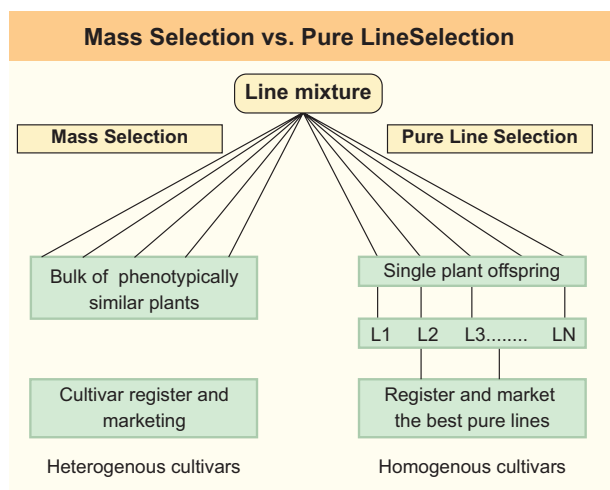 Mass Selection vs. Pure LineSelection
Line mixture
Mass Selection
Pure Line Selection
Bulk of phenotypically
similar plants
Single plant offspring
L1 L2 L3........ LN
Cultivar register and
marketing
Register and market
the best pure lines
Heterogenous cultivars
Homogenous cultivars